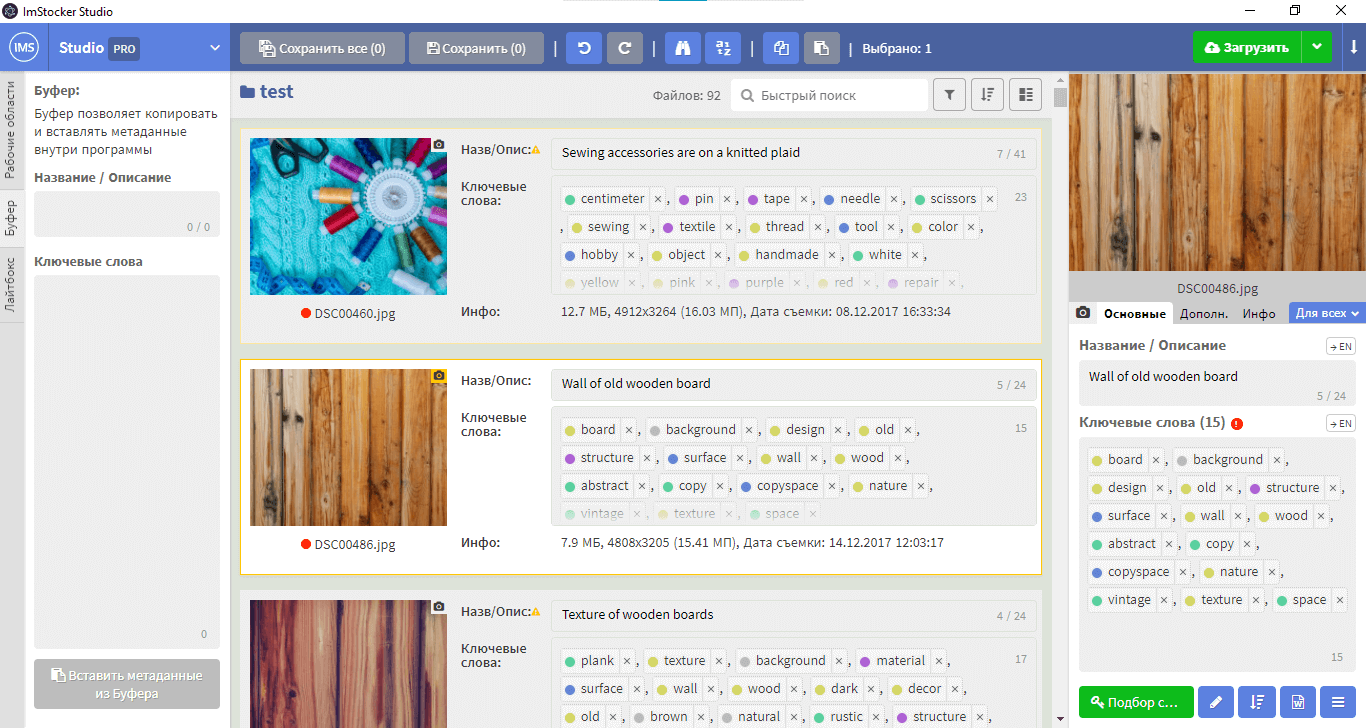 ImStocker Studio
IMS Studio PRO
Сохранить все (0) Сохранить (0) | | | | Выбрано: 1
Загрузить
Рабочие области
Буфер
Лайтбокс
Буфер:
Буфер позволяет копировать
и вставлять метаданные
внутри программы
Название / Описание
0 / 0
Ключевые слова
0
Вставить метаданные
из Буфера
test
Файлов: 92 Быстрый поиск
Назв/Опис: Sewing accessories are on a knitted plaid 7 / 41
Ключевые
слова:
centimeter ×, pin ×, tape ×, needle ×, scissors × 23
, sewing ×, textile ×, thread ×, tool ×, color ×,
hobby ×, object ×, handmade ×, white ×,
yellow ×, pink ×, purple ×, red ×, repair ×,
DSC00460.jpg
Инфо: 12.7 МБ, 4912x3264 (16.03 МП), Дата съемки: 08.12.2017 16:33:34
Назв/Опис: Wall of old wooden board 5 / 24
Ключевые
слова:
board ×, background ×, design ×, old ×, 15
structure ×, surface ×, wall ×, wood ×,
abstract ×, copy ×, copyspace ×, nature ×,
vintage ×, texture ×, space ×
DSC00486.jpg
Инфо: 7.9 МБ, 4808x3205 (15.41 МП), Дата съемки: 14.12.2017 12:03:17
Назв/Опис: Texture of wooden boards 4 / 24
Ключевые
слова:
plank ×, texture ×, background ×, material ×, 17
surface ×, wall ×, wood ×, dark ×, decor ×,
old ×, brown ×, natural ×, rustic ×, structure ×,
DSC00486.jpg
Основные Дополн. Инфо Для всех
Название / Описание → EN
Wall of old wooden board
5 / 24
Ключевые слова (15) → EN
board ×, background ×,
design ×, old ×, structure ×,
surface ×, wall ×, wood ×,
abstract ×, copy ×,
copyspace ×, nature ×,
vintage ×, texture ×, space ×
15
Подбор с...